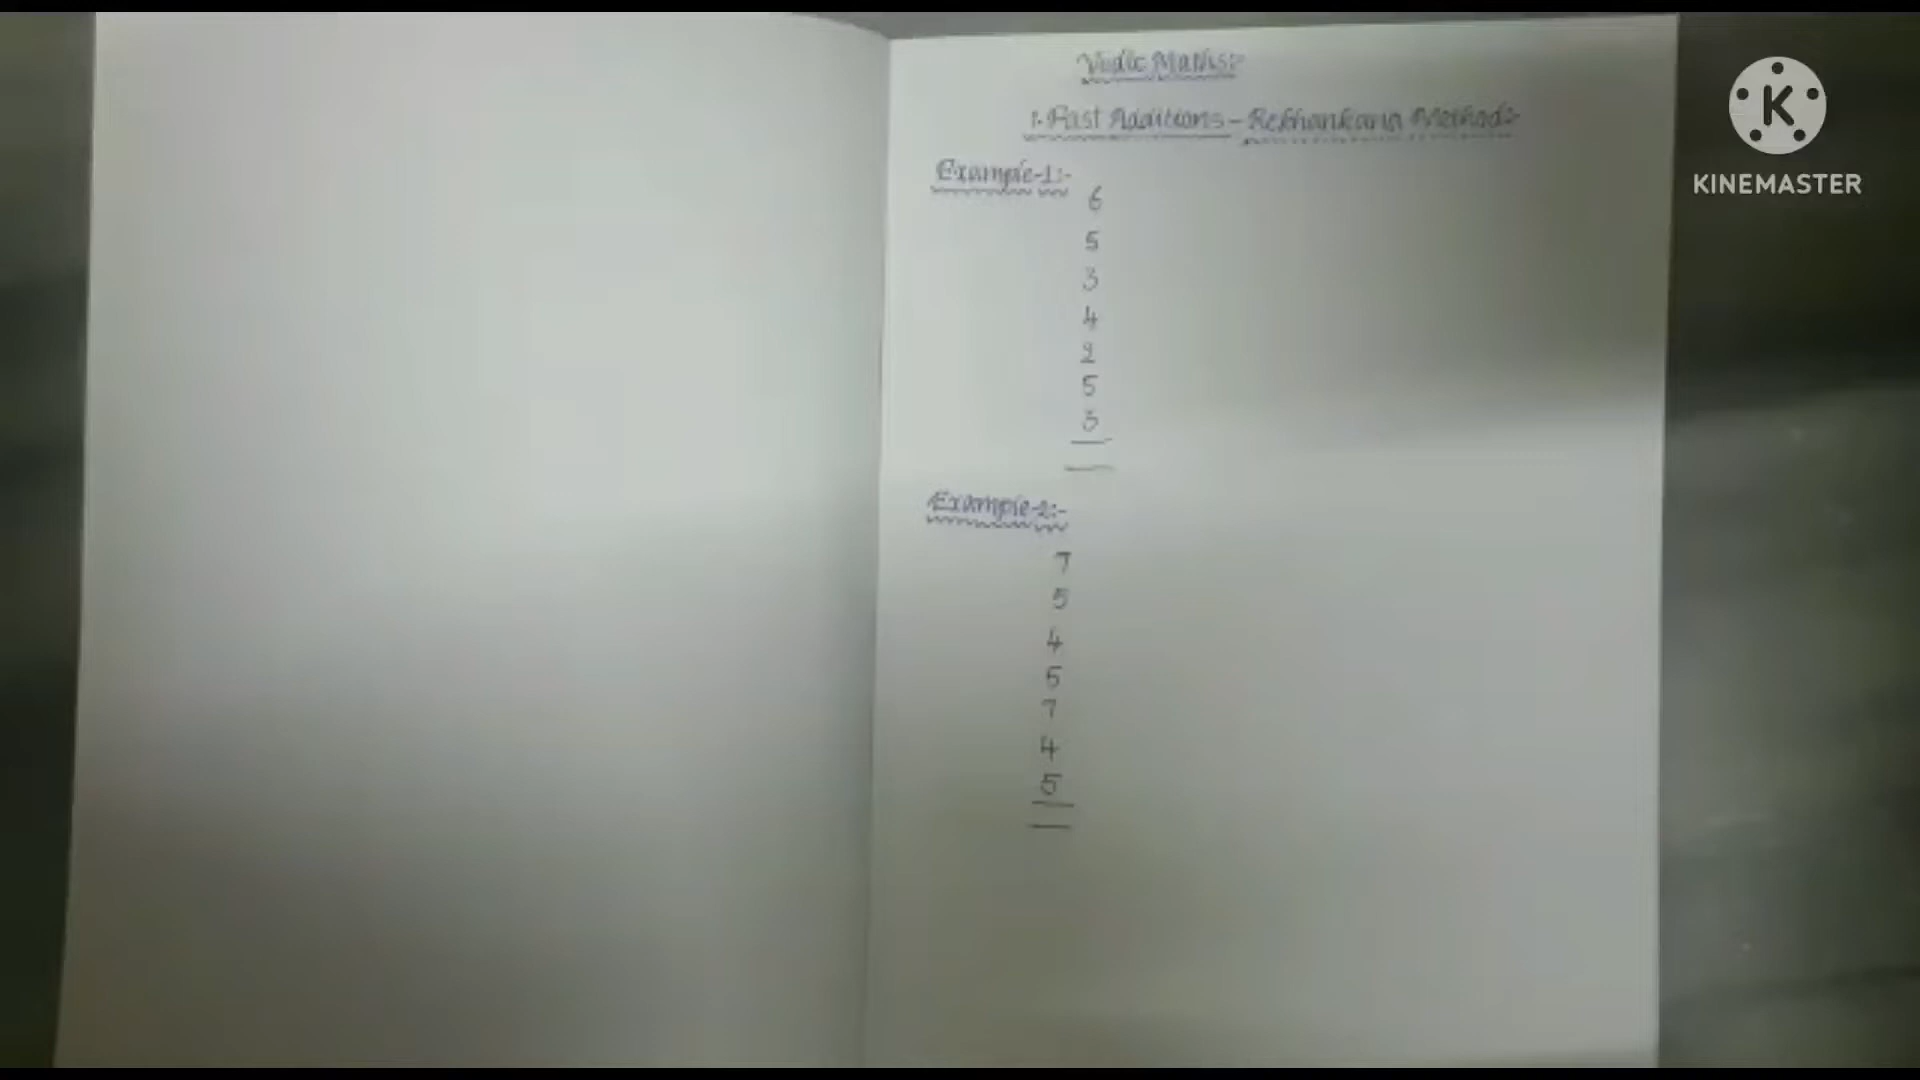 Vedic Maths:-
1. Fast Additions - Rekhankana Method:-
Example-1:-
6
5
3
4
2
5
3
Example-2:-
7
5
4
5
7
4
5
K
KINEMASTER